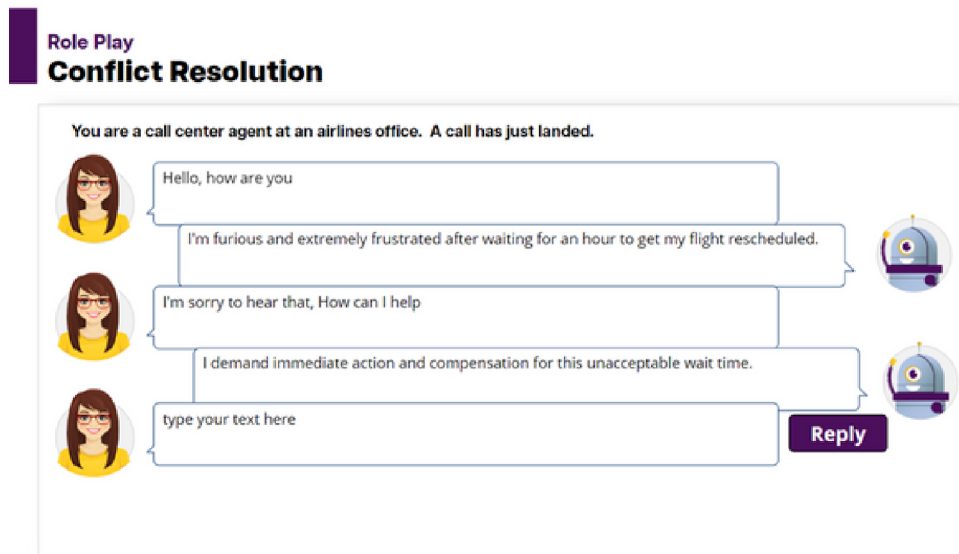 Role Play
Conflict Resolution
You are a call center agent at an airlines office. A call has just landed.
Hello, how are you
I'm furious and extremely frustrated after waiting for an hour to get my flight rescheduled.
I'm sorry to hear that, How can I help
I demand immediate action and compensation for this unacceptable wait time.
type your text here
Reply